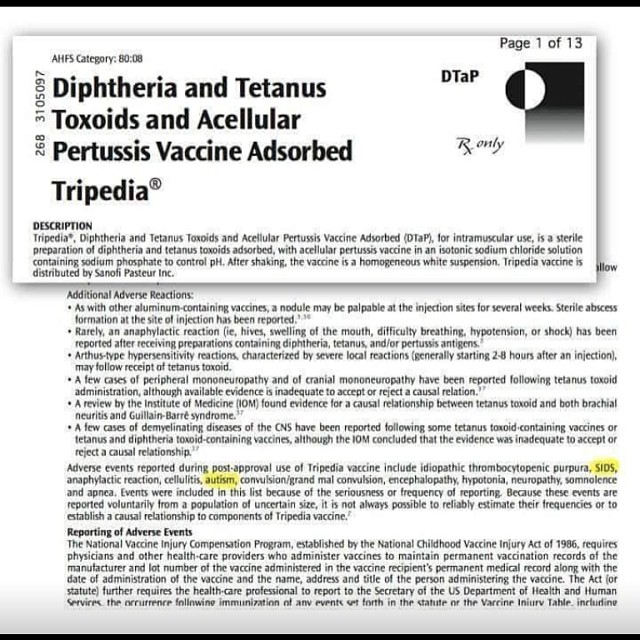 Page 1 of 13
AHFS Category: 80:08
268 3105097
Diphtheria and Tetanus
Toxoids and Acellular
Pertussis Vaccine Adsorbed
Tripedia®
DTaP
Rx only
DESCRIPTION
Tripedia®, Diphtheria and Tetanus Toxoids and Acellular Pertussis Vaccine Adsorbed (DTaP), for intramuscular use, is a sterile
preparation of diphtheria and tetanus toxoids adsorbed, with acellular pertussis vaccine in an isotonic sodium chloride solution
containing sodium phosphate to control pH. After shaking, the vaccine is a homogeneous white suspension. Tripedia vaccine is
distributed by Sanofi Pasteur Inc.
Additional Adverse Reactions:
• As with other aluminum-containing vaccines, a nodule may be palpable at the injection sites for several weeks. Sterile abscess
formation at the site of injection has been reported.
• Rarely, an anaphylactic reaction (ie, hives, swelling of the mouth, difficulty breathing, hypotension, or shock) has been
reported after receiving preparations containing diphtheria, tetanus, and/or pertussis antigens.
• Arthus-type hypersensitivity reactions, characterized by severe local reactions (generally starting 2-8 hours after an injection),
may follow receipt of tetanus toxoid.
• A few cases of peripheral mononeuropathy and of cranial mononeuropathy have been reported following tetanus toxoid
administration, although available evidence is inadequate to accept or reject a causal relation.³⁷
• A review by the Institute of Medicine (IOM) found evidence for a causal relationship between tetanus toxoid and both brachial
neuritis and Guillain-Barré syndrome.³⁷
• A few cases of demyelinating diseases of the CNS have been reported following some tetanus toxoid-containing vaccines or
tetanus and diphtheria toxoid-containing vaccines, although the IOM concluded that the evidence was inadequate to accept or
reject a causal relationship.³⁷
Adverse events reported during post-approval use of Tripedia vaccine include idiopathic thrombocytopenic purpura, SIDS,
anaphylactic reaction, cellulitis, autism, convulsion/grand mal convulsion, encephalopathy, hypotonia, neuropathy, somnolence
and apnea. Events were included in this list because of the seriousness or frequency of reporting. Because these events are
reported voluntarily from a population of uncertain size, it is not always possible to reliably estimate their frequencies or to
establish a causal relationship to components of Tripedia vaccine.²
Reporting of Adverse Events
The National Vaccine Injury Compensation Program, established by the National Childhood Vaccine Injury Act of 1986, requires
physicians and other health-care providers who administer vaccines to maintain permanent vaccination records of the
manufacturer and lot number of the vaccine administered in the vaccine recipient's permanent medical record along with the
date of administration of the vaccine and the name, address and title of the person administering the vaccine. The Act (or
statute) further requires the health-care professional to report to the Secretary of the US Department of Health and Human
Services, the occurrence following immunization of any events set forth in the statute or the Vaccine Injury Table, including